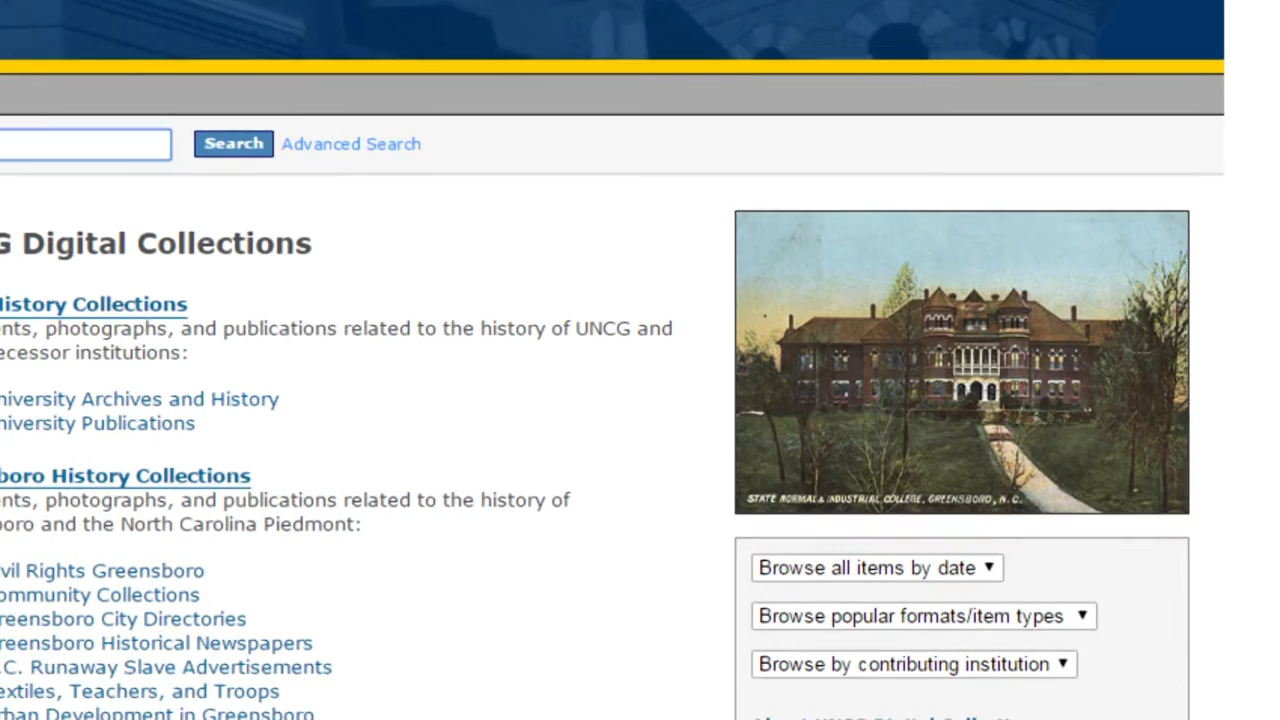 Search Advanced Search
G Digital Collections
History Collections
ents, photographs, and publications related to the history of UNCG and
ecessor institutions:
niversity Archives and History
niversity Publications
boro History Collections
ents, photographs, and publications related to the history of
boro and the North Carolina Piedmont:
vil Rights Greensboro
ommunity Collections
reensboro City Directories
reensboro Historical Newspapers
.C. Runaway Slave Advertisements
extiles, Teachers, and Troops
rban Development in Greensboro
STATE NORMAL & INDUSTRIAL COLLEGE, GREENSBORO, N.C.
Browse all items by date
Browse popular formats/item types
Browse by contributing institution